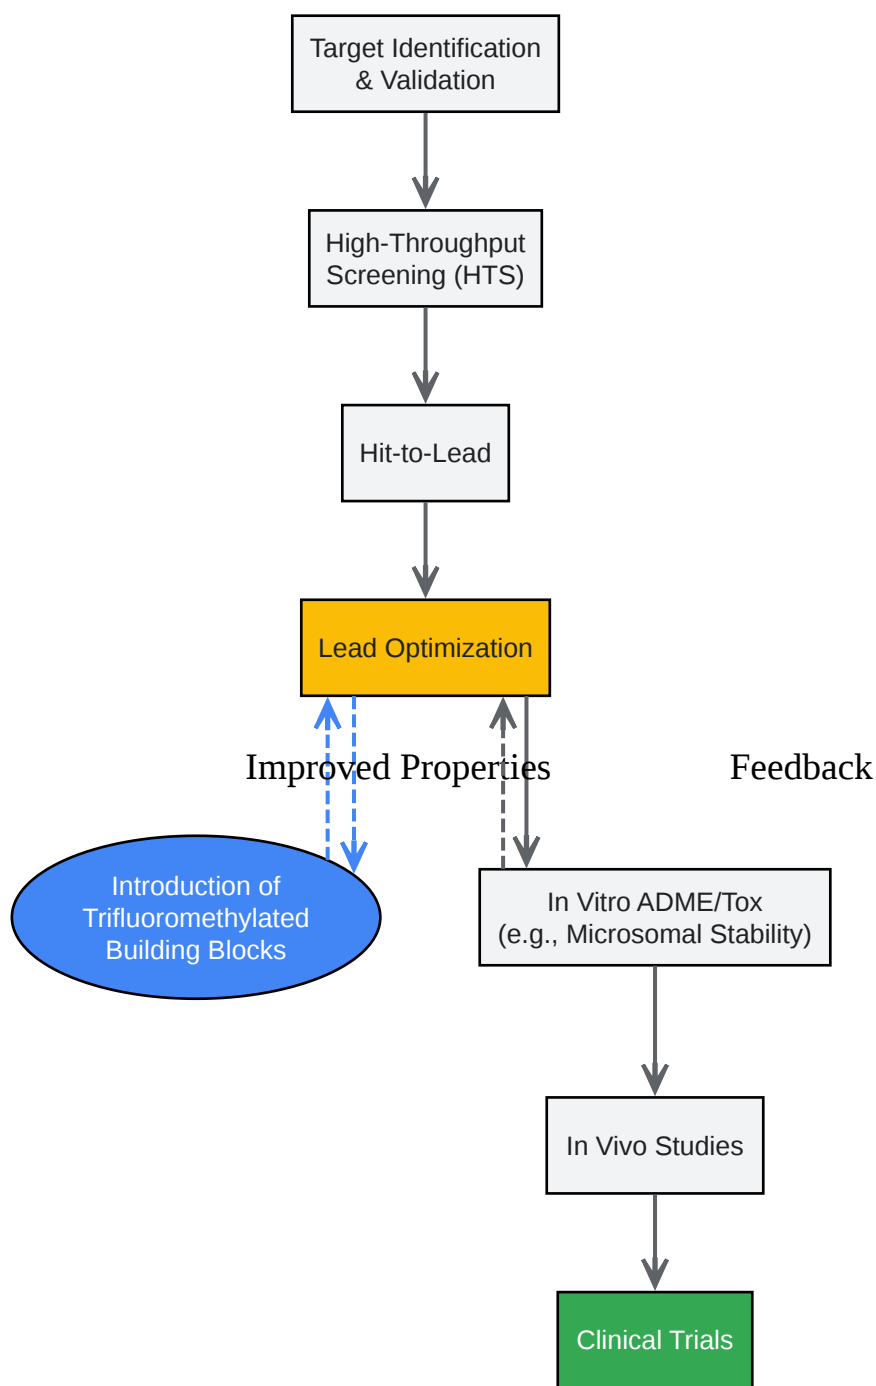 Target Identification
& Validation
High-Throughput
Screening (HTS)
Hit-to-Lead
Lead Optimization
Improved Properties
Feedback
Introduction of
Trifluoromethylated
Building Blocks
In Vitro ADME/Tox
(e.g., Microsomal Stability)
In Vivo Studies
Clinical Trials